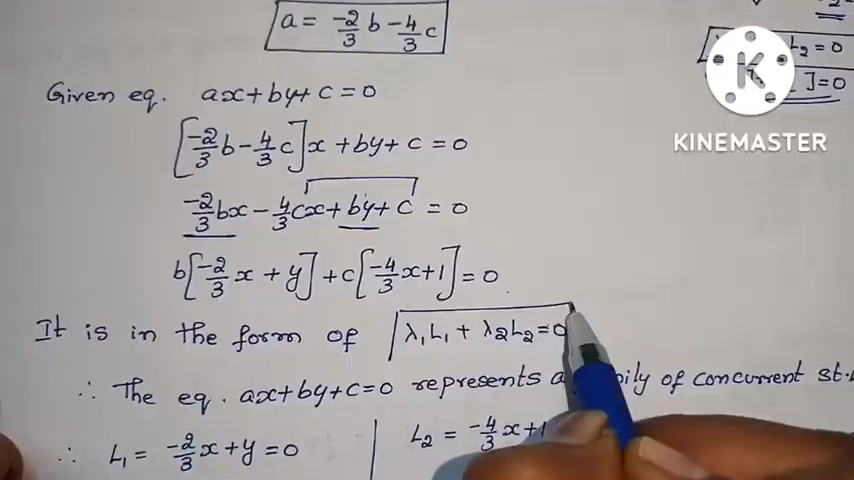 a = -2/3 b - 4/3 c
L₂ = 0
] = 0
K
KINEMASTER
Given eq. ax+by+c=0
[-2/3 b - 4/3 c]x + by + c = 0
-2/3 bx - 4/3 cx + by + c = 0
b[-2/3 x + y] + c[-4/3 x + 1] = 0
It is in the form of λ₁L₁ + λ₂L₂ = 0
∴ The eq. ax+by+c=0 represents of concurrent st.
∴ L₁ = -2/3 x + y = 0
L₂ = -4/3 x + 1